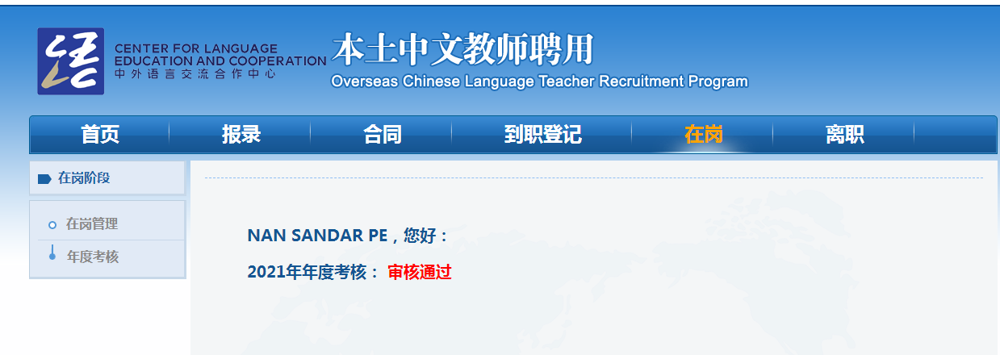 CENTER FOR LANGUAGE
EDUCATION AND COOPERATION
中外语言交流合作中心
本土中文教师聘用
Overseas Chinese Language Teacher Recruitment Program
首页 报录 合同 到职登记 在岗 离职
在岗阶段
在岗管理
年度考核
NAN SANDAR PE，您好：
2021年年度考核： 审核通过